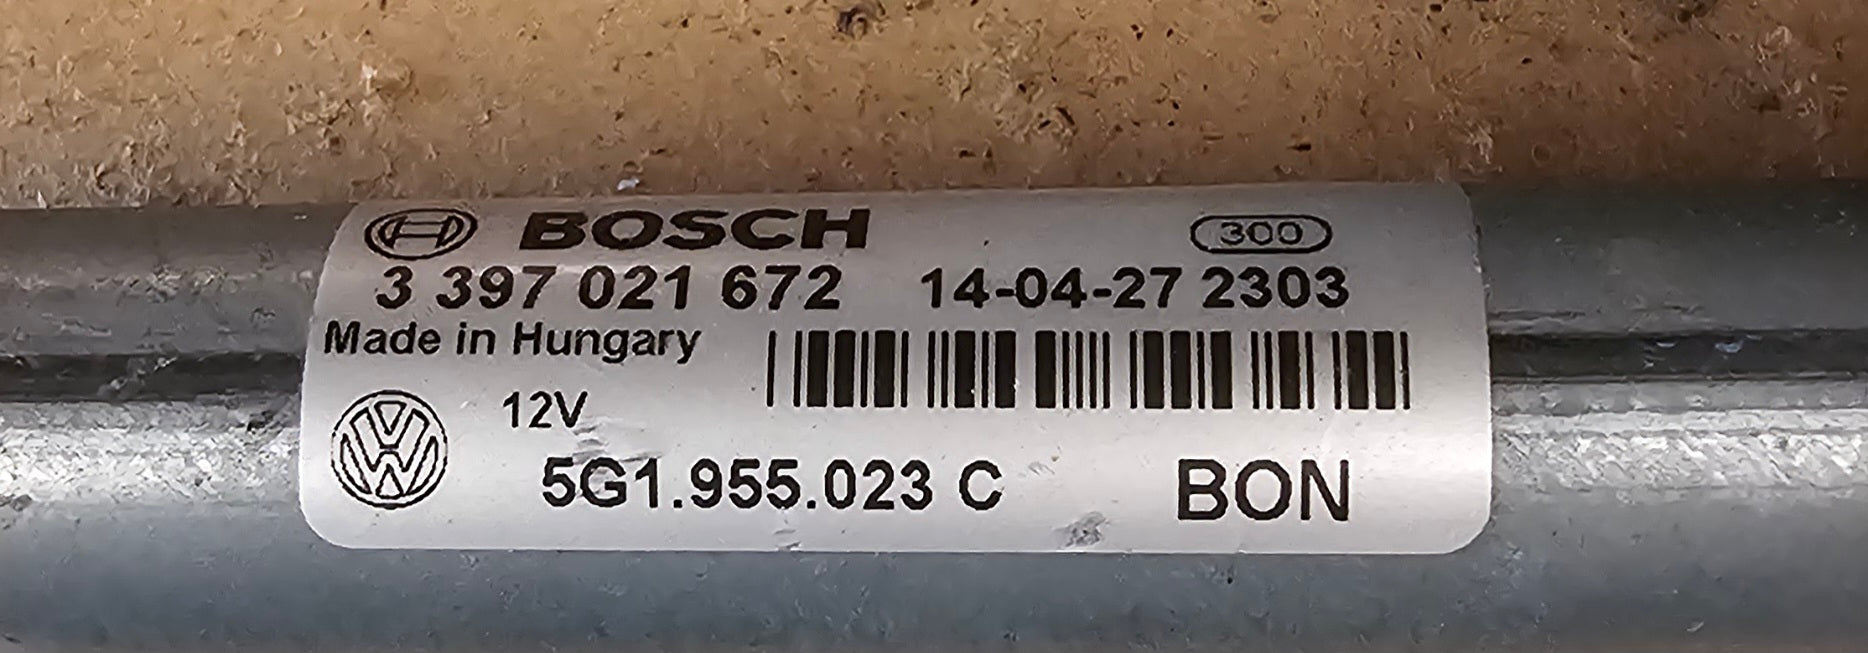 BOSCH 300
3 397 021 672 14-04-27 2303
Made in Hungary
12V
5G1.955.023 C BON